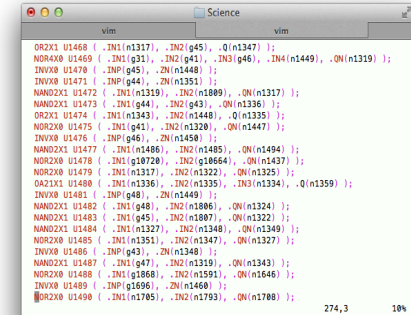 Science
vim vim
OR2X1 U1468 ( .IN1(n1317), .IN2(g45), .Q(n1347) );
NOR4X0 U1469 ( .IN1(g31), .IN2(g41), .IN3(g46), .IN4(n1449), .QN(n1319) );
INVX0 U1470 ( .INP(g45), .ZN(n1448) );
INVX0 U1471 ( .INP(g44), .ZN(n1351) );
NAND2X1 U1472 ( .IN1(n1319), .IN2(n1809), .QN(n1317) );
NAND2X1 U1473 ( .IN1(g44), .IN2(g43), .QN(n1336) );
OR2X1 U1474 ( .IN1(n1343), .IN2(n1448), .Q(n1335) );
NOR2X0 U1475 ( .IN1(g41), .IN2(n1320), .QN(n1447) );
INVX0 U1476 ( .INP(g46), .ZN(n1450) );
NAND2X1 U1477 ( .IN1(n1486), .IN2(n1485), .QN(n1494) );
NOR2X0 U1478 ( .IN1(g10720), .IN2(g10664), .QN(n1437) );
NOR2X0 U1479 ( .IN1(n1317), .IN2(n1322), .QN(n1325) );
OA21X1 U1480 ( .IN1(n1336), .IN2(n1335), .IN3(n1334), .Q(n1359) );
INVX0 U1481 ( .INP(g48), .ZN(n1449) );
NAND2X1 U1482 ( .IN1(g48), .IN2(n1806), .QN(n1324) );
NAND2X1 U1483 ( .IN1(g45), .IN2(n1807), .QN(n1322) );
NAND2X1 U1484 ( .IN1(n1327), .IN2(n1348), .QN(n1349) );
NOR2X0 U1485 ( .IN1(n1351), .IN2(n1347), .QN(n1327) );
INVX0 U1486 ( .INP(g43), .ZN(n1348) );
NAND2X1 U1487 ( .IN1(g47), .IN2(n1319), .QN(n1343) );
NOR2X0 U1488 ( .IN1(g1868), .IN2(n1591), .QN(n1646) );
INVX0 U1489 ( .INP(g1696), .ZN(n1460) );
NOR2X0 U1490 ( .IN1(n1705), .IN2(n1793), .QN(n1708) );
274,3 10%